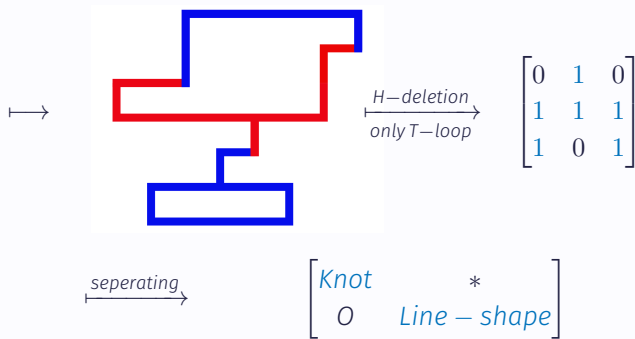 ⟼ H−deletion
only T−loop
[0 1 0
1 1 1
1 0 1]
⟼ seperating
[Knot *
O Line − shape]